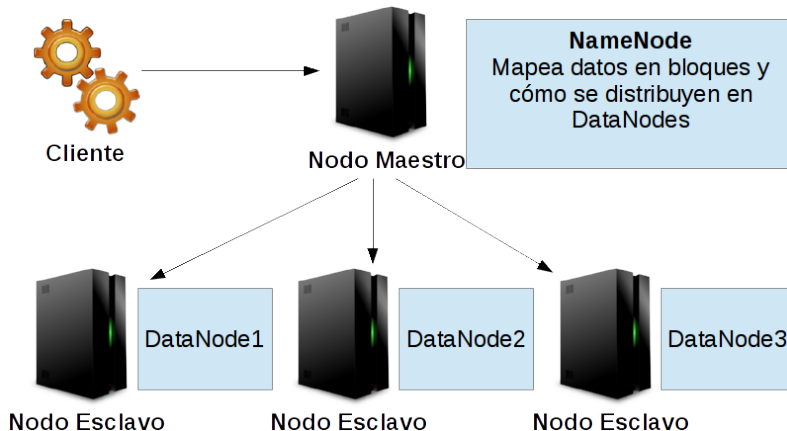 NameNode
Mapea datos en bloques y
cómo se distribuyen en
DataNodes
Cliente
Nodo Maestro
DataNode1
DataNode2
DataNode3
Nodo Esclavo
Nodo Esclavo
Nodo Esclavo